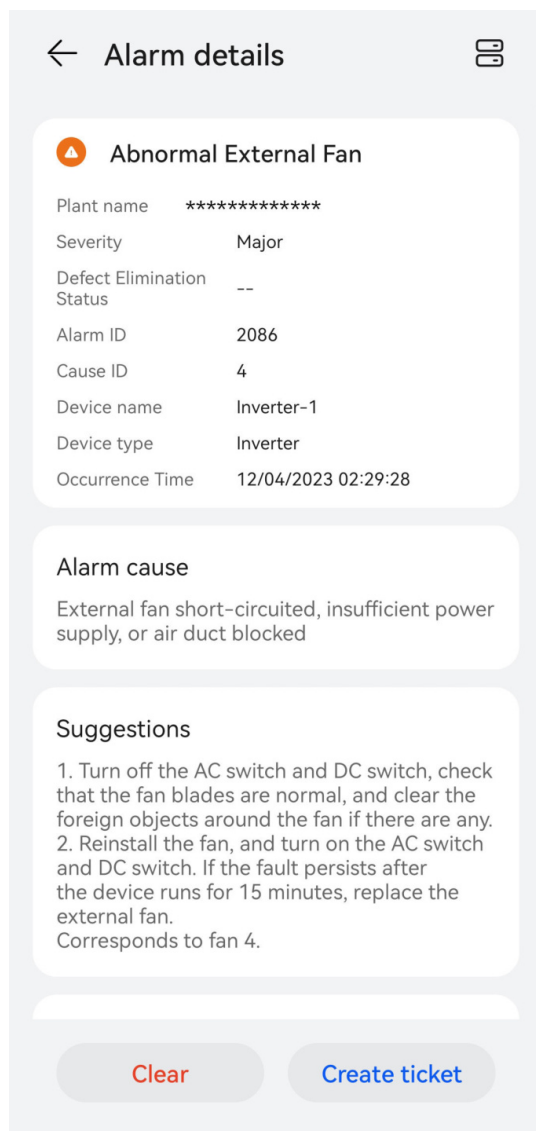 Alarm details
Abnormal External Fan
Plant name *************
Severity Major
Defect Elimination
Status --
Alarm ID 2086
Cause ID 4
Device name Inverter-1
Device type Inverter
Occurrence Time 12/04/2023 02:29:28
Alarm cause
External fan short-circuited, insufficient power
supply, or air duct blocked
Suggestions
1. Turn off the AC switch and DC switch, check
that the fan blades are normal, and clear the
foreign objects around the fan if there are any.
2. Reinstall the fan, and turn on the AC switch
and DC switch. If the fault persists after
the device runs for 15 minutes, replace the
external fan.
Corresponds to fan 4.
Clear
Create ticket